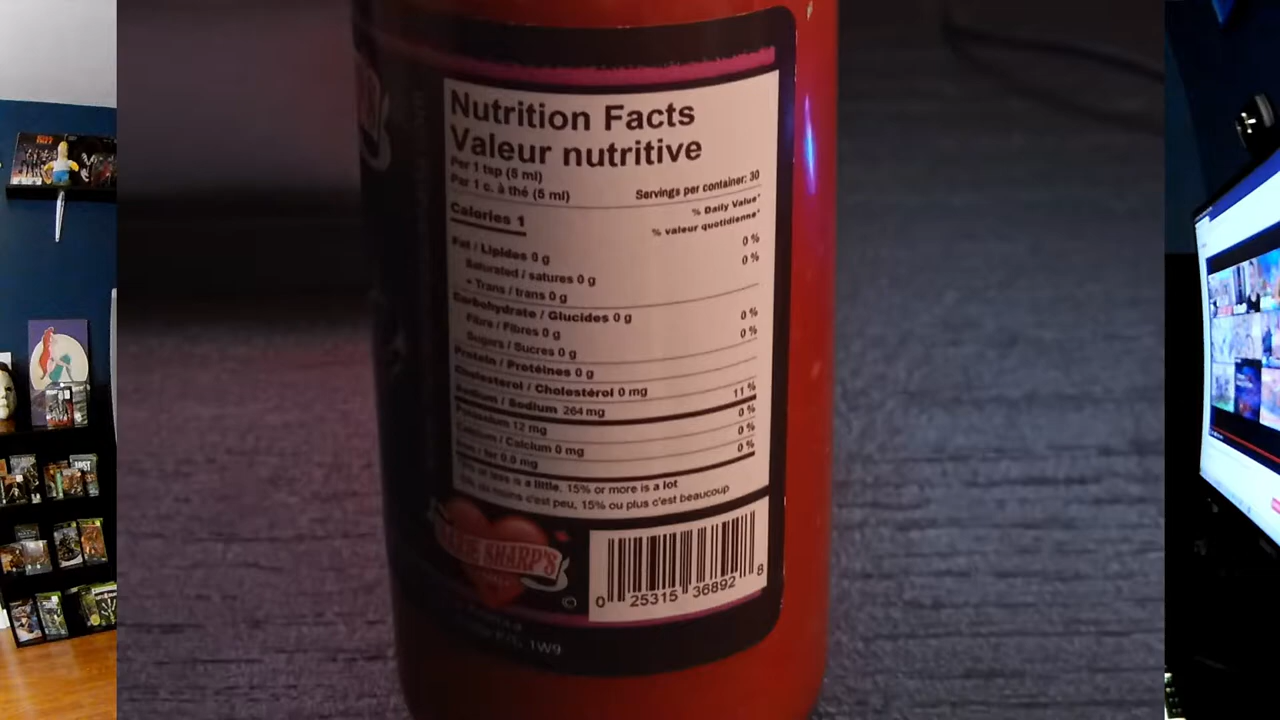 Nutrition Facts
Valeur nutritive
Per 1 tsp (5 ml)
Par 1 c. à thé (5 ml)
Servings per container: 30
Calories 1
% Daily Value*
% valeur quotidienne*
Fat / Lipides 0 g 0 %
Saturated / saturés 0 g 0 %
+ Trans / trans 0 g
Carbohydrate / Glucides 0 g
Fibre / Fibres 0 g 0 %
Sugars / Sucres 0 g 0 %
Protein / Protéines 0 g
Cholesterol / Cholestérol 0 mg
Sodium / Sodium 264 mg 11 %
Potassium 12 mg 0 %
Calcium / Calcium 0 mg 0 %
Iron / fer 0.0 mg 0 %
or less is a little, 15% or more is a lot
ou moins c'est peu, 15% ou plus c'est beaucoup
SHARP'S
©
0 25315 36892 8
1W9